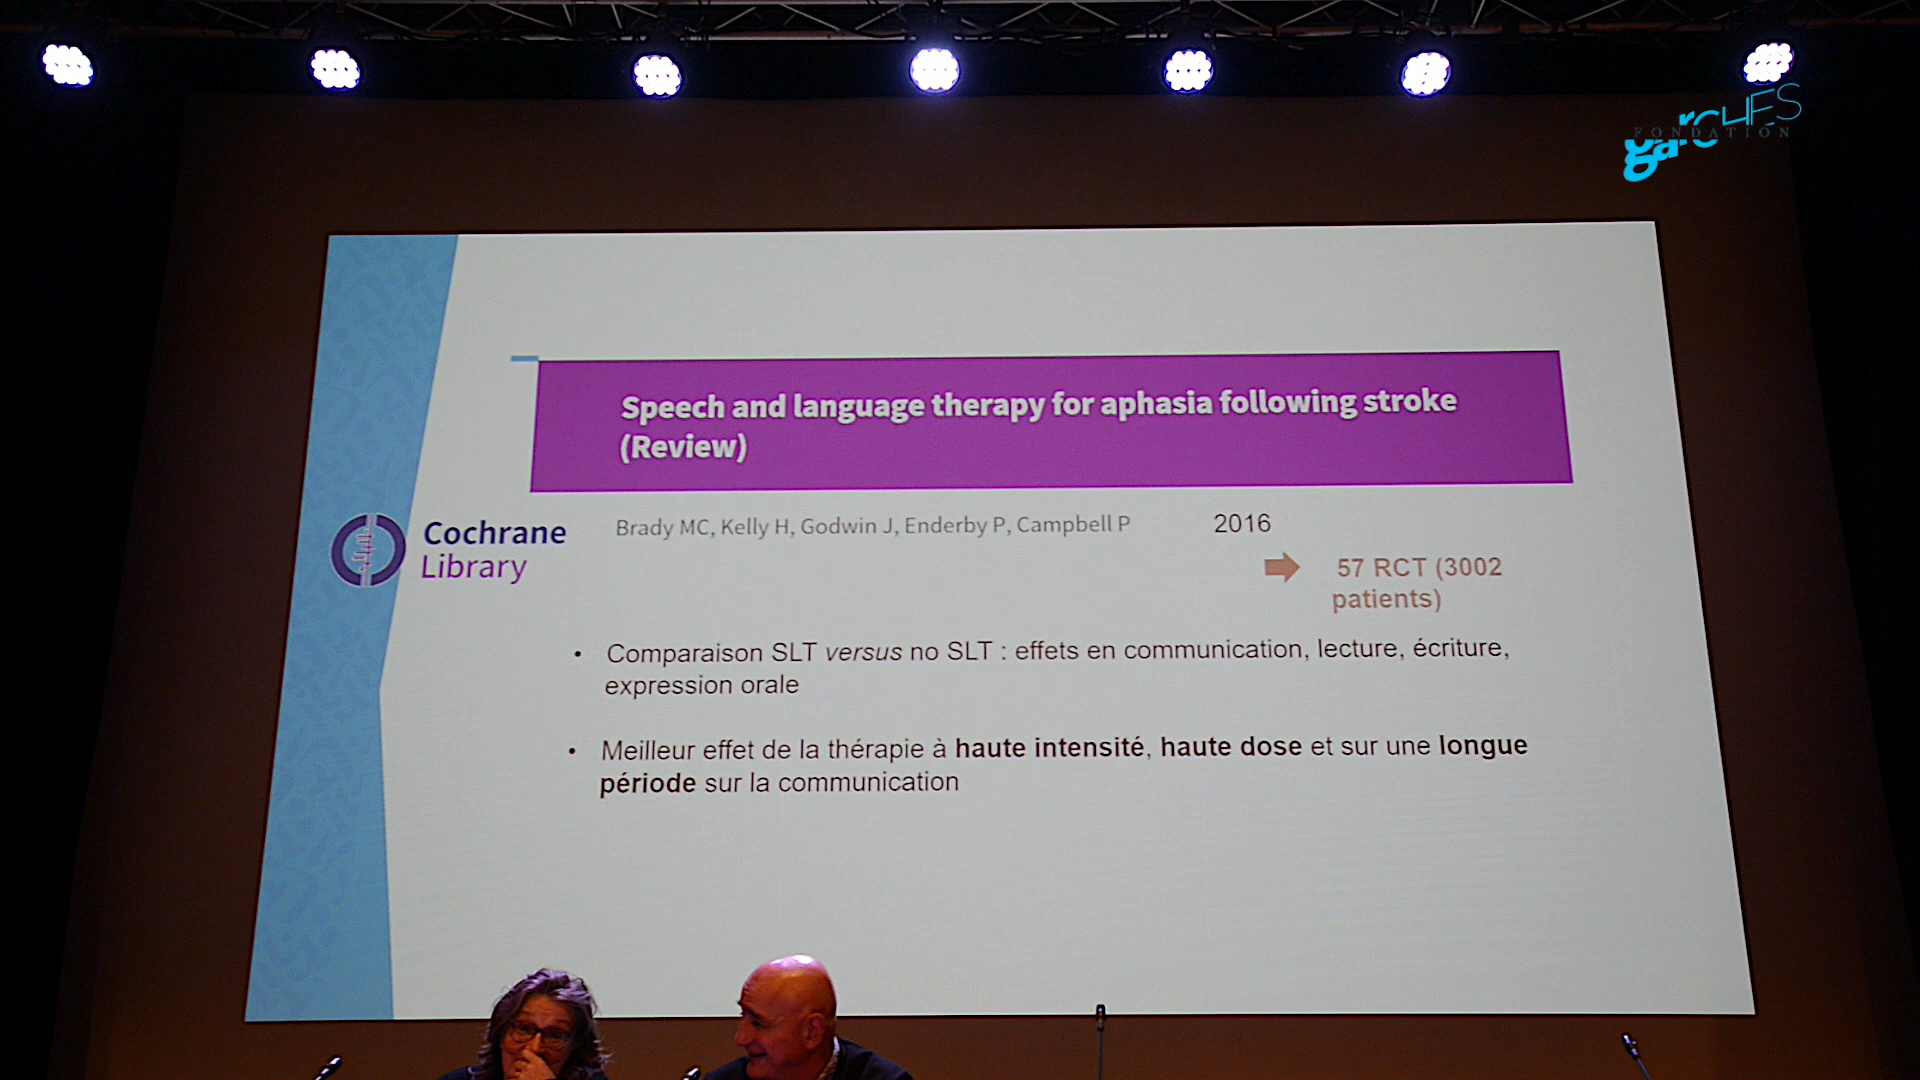 garCHES
FONDATION
Speech and language therapy for aphasia following stroke
(Review)
Cochrane
Library
Brady MC, Kelly H, Godwin J, Enderby P, Campbell P
2016
57 RCT (3002
patients)
• Comparaison SLT versus no SLT : effets en communication, lecture, écriture,
expression orale
• Meilleur effet de la thérapie à haute intensité, haute dose et sur une longue
période sur la communication